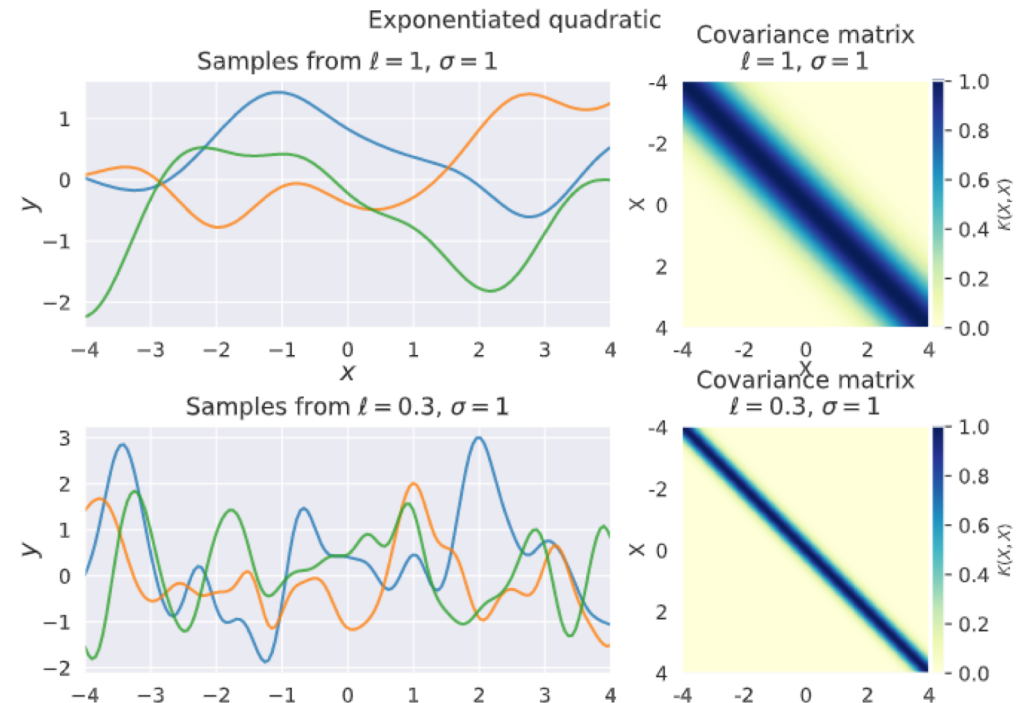 Exponentiated quadratic
Samples from ℓ = 1, σ = 1
y
1
0
−1
−2
−4 −3 −2 −1 0 1 2 3 4
x
Covariance matrix
ℓ = 1, σ = 1
X
-4
-2
0
2
4
-4 -2 0 2 4
X
1.0
0.8
0.6
0.4
0.2
0.0
κ(X, X)
Samples from ℓ = 0.3, σ = 1
y
3
2
1
0
−1
−2
−4 −3 −2 −1 0 1 2 3 4
Covariance matrix
ℓ = 0.3, σ = 1
X
-4
-2
0
2
4
-4 -2 0 2 4
1.0
0.8
0.6
0.4
0.2
0.0
κ(X, X)